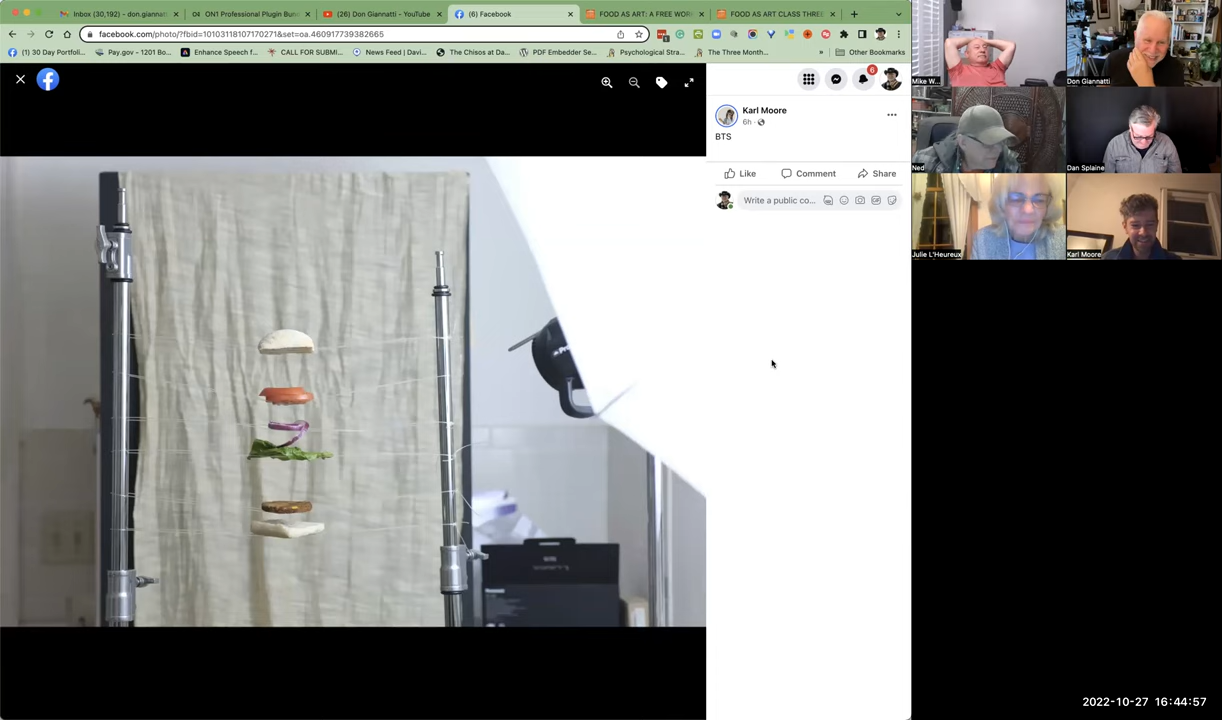 Inbox (30,192) - don.giannat
ON1 Professional Plugin Bun
(26) Don Giannatti - YouTube
(6) Facebook
FOOD AS ART: A FREE WOR
FOOD AS ART CLASS THREE
facebook.com/photo/?fbid=10103118107170271&set=oa.460917739382665
(1) 30 Day Portfoli...
Pay.gov - 1201 Bo...
Enhance Speech f...
CALL FOR SUBMI...
News Feed | Davi...
The Chisos at Da...
PDF Embedder Se...
Psychological Stra...
The Three Month...
»
Other Bookmarks
6
Karl Moore
6h ·
BTS
Like
Comment
Share
Write a public co...
GIF
Mike W...
Don Giannatti
Ned
Dan Splaine
Julie L'Heureux
Karl Moore
2022-10-27 16:44:57